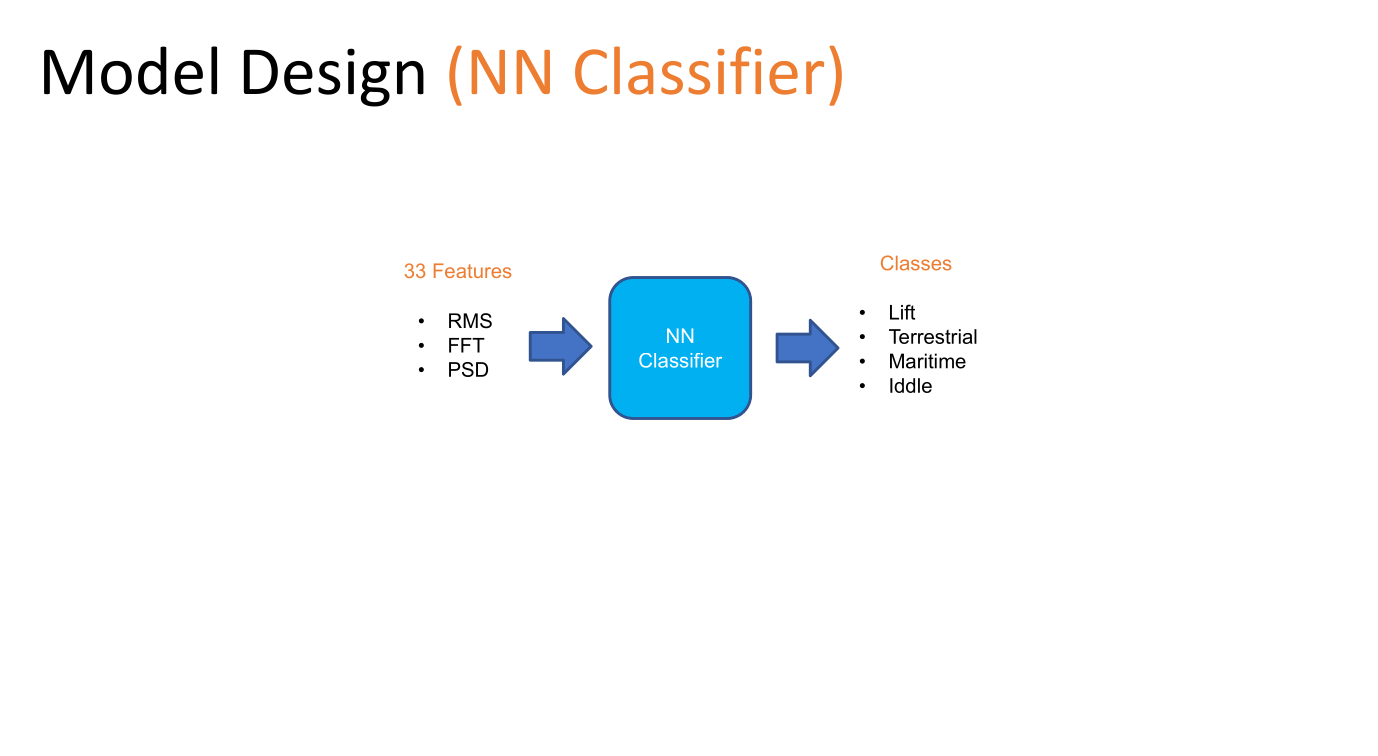 Model Design (NN Classifier)
33 Features
• RMS
• FFT
• PSD
NN
Classifier
Classes
• Lift
• Terrestrial
• Maritime
• Iddle